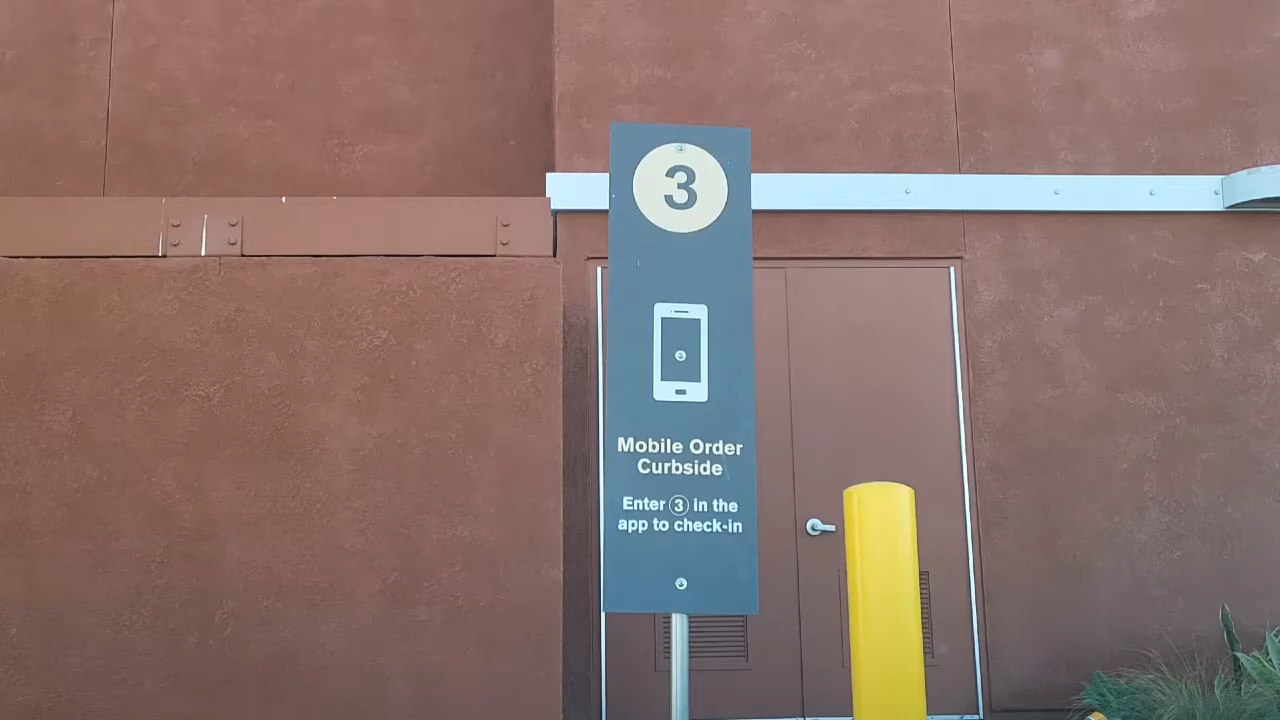 3
Mobile Order
Curbside
Enter 3 in the
app to check-in